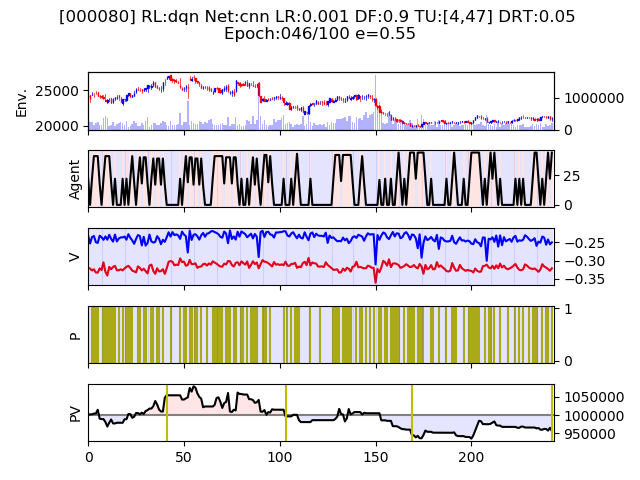 [000080] RL:dqn Net:cnn LR:0.001 DF:0.9 TU:[4,47] DRT:0.05
Epoch:046/100 e=0.55
Env.
25000
20000
1000000
0
Agent
25
0
V
−0.25
−0.30
−0.35
P
1
0
PV
1050000
1000000
950000
0 50 100 150 200